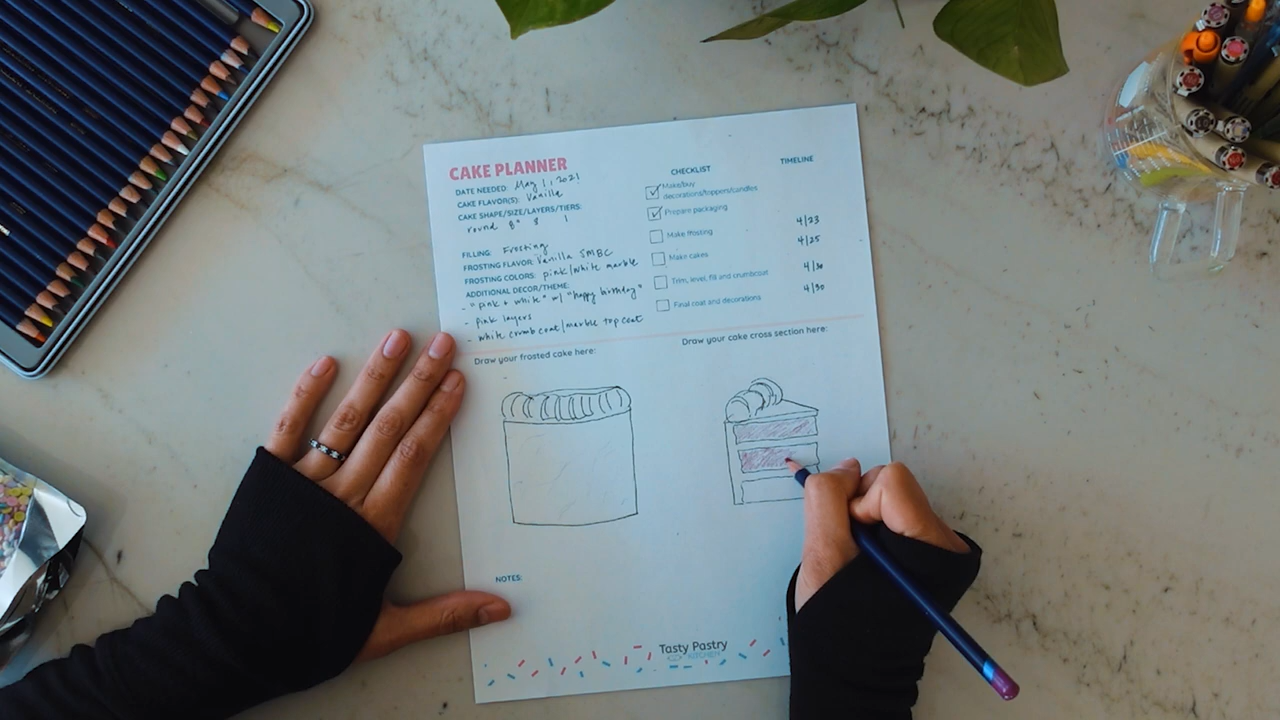 CAKE PLANNER
DATE NEEDED: May 1, 2021
CAKE FLAVOR(S): Vanilla
CAKE SHAPE/SIZE/LAYERS/TIERS:
round 8" 3 1
FILLING: Frosting
FROSTING FLAVOR: Vanilla SMBC
FROSTING COLORS: pink/white marble
ADDITIONAL DECOR/THEME:
- "pink + white" w/ "happy birthday"
- pink layers
- white crumb coat/marble top coat
CHECKLIST
TIMELINE
Make/buy
decorations/toppers/candles
Prepare packaging
Make frosting
4/23
Make cakes
4/25
Trim, level, fill and crumbcoat
4/30
Final coat and decorations
4/30
Draw your frosted cake here:
Draw your cake cross section here:
NOTES:
Tasty Pastry
KITCHEN